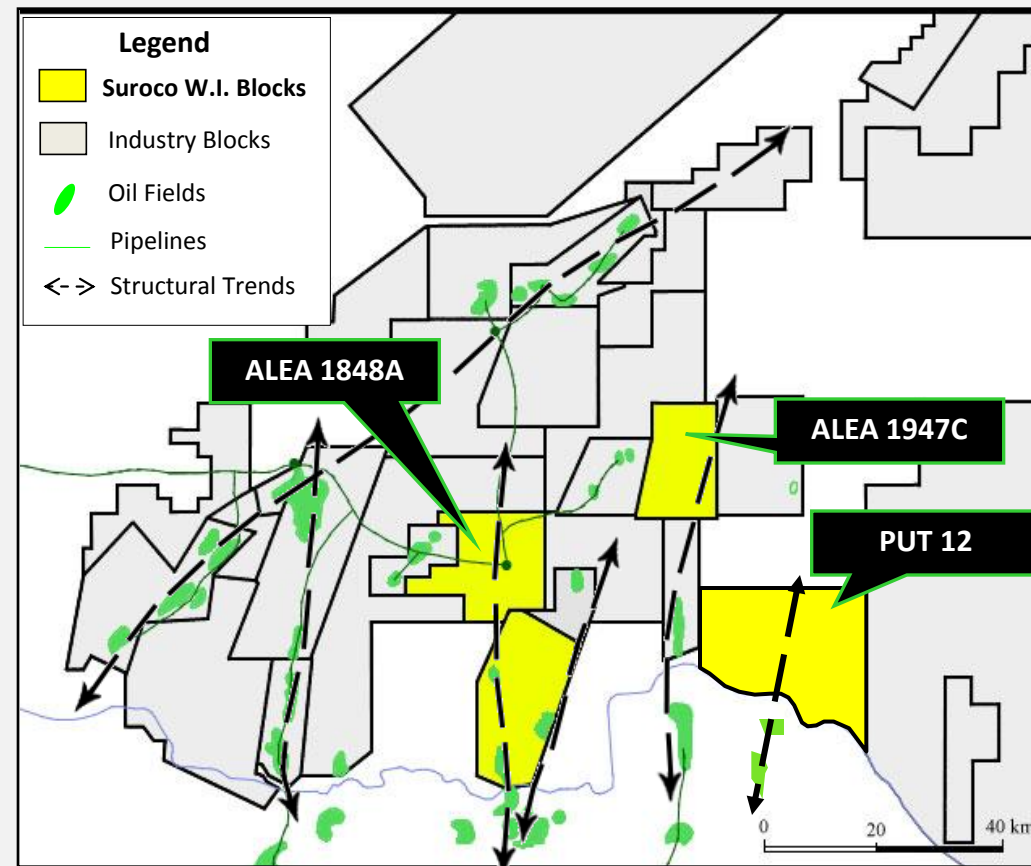 Legend
Suroco W.I. Blocks
Industry Blocks
Oil Fields
Pipelines
Structural Trends
ALEA 1848A
ALEA 1947C
PUT 12
0 20 40 km